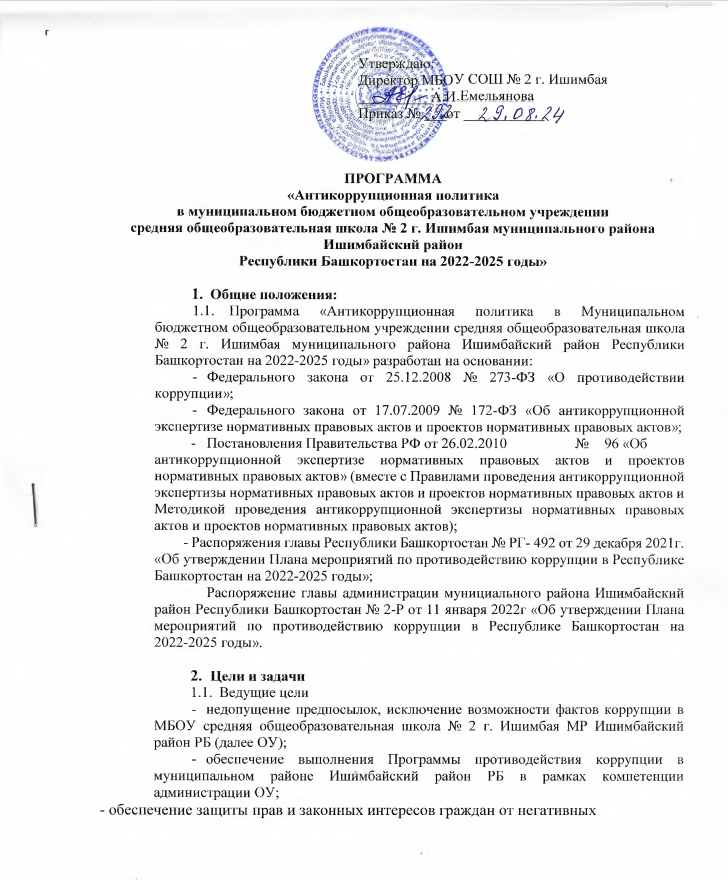 Утверждаю:
Директор МБОУ СОШ № 2 г. Ишимбая
А.И.Емельянова
Приказ № 292 от 29.08.24
ПРОГРАММА
«Антикоррупционная политика
в муниципальном бюджетном общеобразовательном учреждении
средняя общеобразовательная школа № 2 г. Ишимбая муниципального района
Ишимбайский район
Республики Башкортостан на 2022-2025 годы»
1. Общие положения:
1.1. Программа «Антикоррупционная политика в Муниципальном
бюджетном общеобразовательном учреждении средняя общеобразовательная школа
№ 2 г. Ишимбая муниципального района Ишимбайский район Республики
Башкортостан на 2022-2025 годы» разработан на основании:
- Федерального закона от 25.12.2008 № 273-ФЗ «О противодействии
коррупции»;
- Федерального закона от 17.07.2009 № 172-ФЗ «Об антикоррупционной
экспертизе нормативных правовых актов и проектов нормативных правовых актов»;
- Постановления Правительства РФ от 26.02.2010 № 96 «Об
антикоррупционной экспертизе нормативных правовых актов и проектов
нормативных правовых актов» (вместе с Правилами проведения антикоррупционной
экспертизы нормативных правовых актов и проектов нормативных правовых актов и
Методикой проведения антикоррупционной экспертизы нормативных правовых
актов и проектов нормативных правовых актов);
- Распоряжения главы Республики Башкортостан № РГ- 492 от 29 декабря 2021г.
«Об утверждении Плана мероприятий по противодействию коррупции в Республике
Башкортостан на 2022-2025 годы»;
Распоряжение главы администрации мунициального района Ишимбайский
район Республики Башкортостан № 2-Р от 11 января 2022г «Об утверждении Плана
мероприятий по противодействию коррупции в Республике Башкортостан на
2022-2025 годы».
2. Цели и задачи
1.1. Ведущие цели
- недопущение предпосылок, исключение возможности фактов коррупции в
МБОУ средняя общеобразовательная школа № 2 г. Ишимбая МР Ишимбайский
район РБ (далее ОУ);
- обеспечение выполнения Программы противодействия коррупции в
муниципальном районе Ишимбайский район РБ в рамках компетенции
администрации ОУ;
- обеспечение защиты прав и законных интересов граждан от негативных